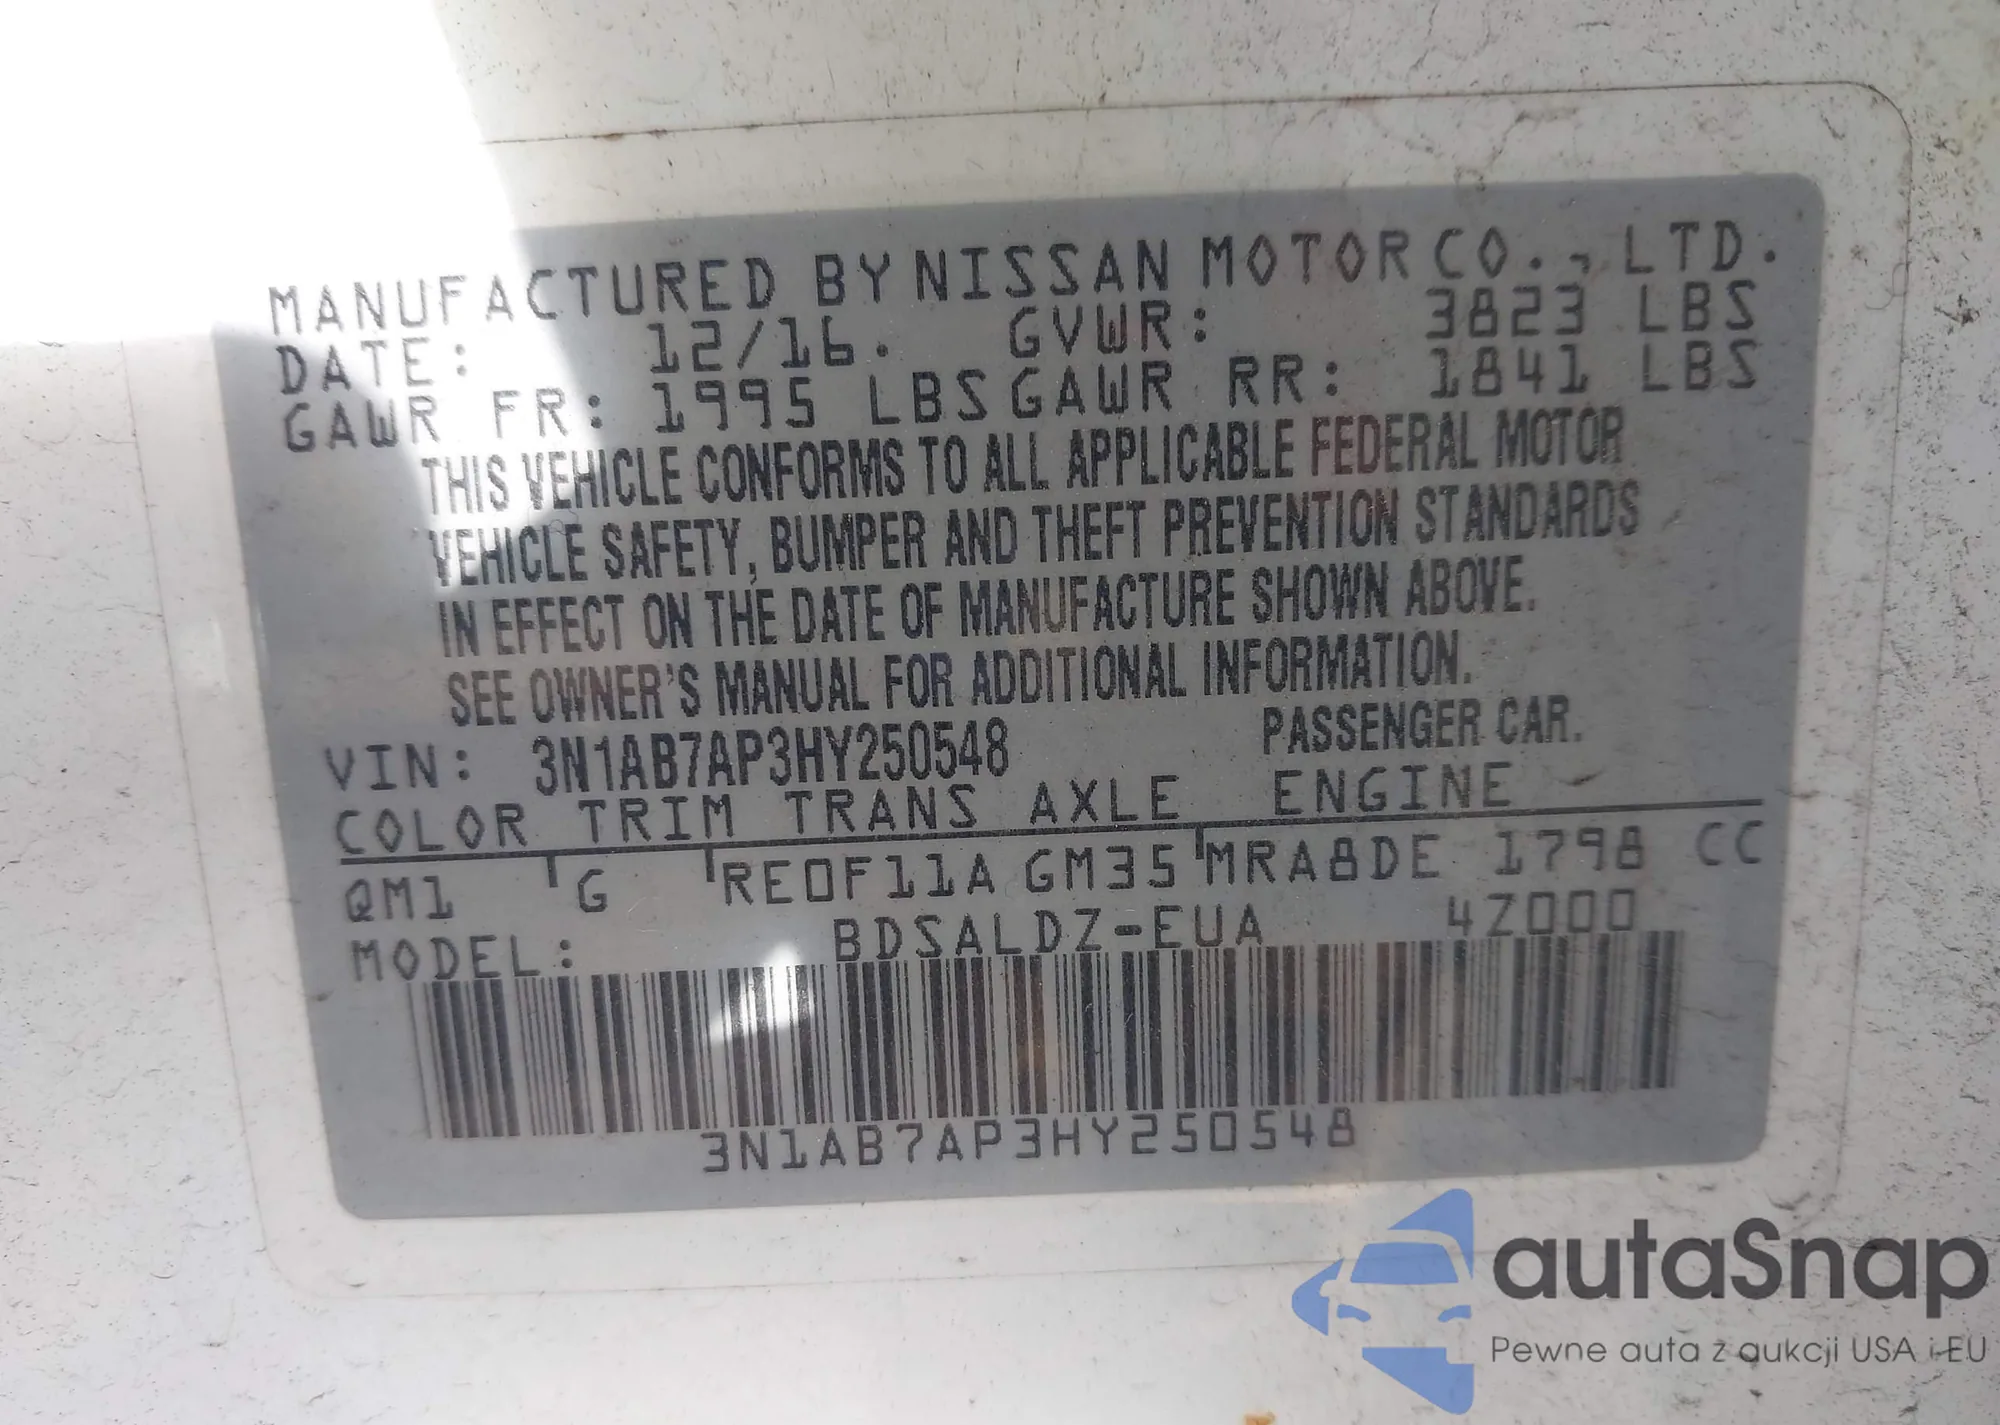 MANUFACTURED BY NISSAN MOTOR CO., LTD.
DATE: 12/16. GVWR: 3823 LBS
GAWR FR: 1995 LBS GAWR RR: 1841 LBS
THIS VEHICLE CONFORMS TO ALL APPLICABLE FEDERAL MOTOR
VEHICLE SAFETY, BUMPER AND THEFT PREVENTION STANDARDS
IN EFFECT ON THE DATE OF MANUFACTURE SHOWN ABOVE.
SEE OWNER'S MANUAL FOR ADDITIONAL INFORMATION.
VIN: 3N1AB7AP3HY250548 PASSENGER CAR.
COLOR TRIM TRANS AXLE ENGINE
QM1 G RE0F11A GM35 MRA8DE 1798 CC
MODEL: BDSALDZ-EUA 4Z000
3N1AB7AP3HY250548
autaSnap
Pewne auta z aukcji USA i EU